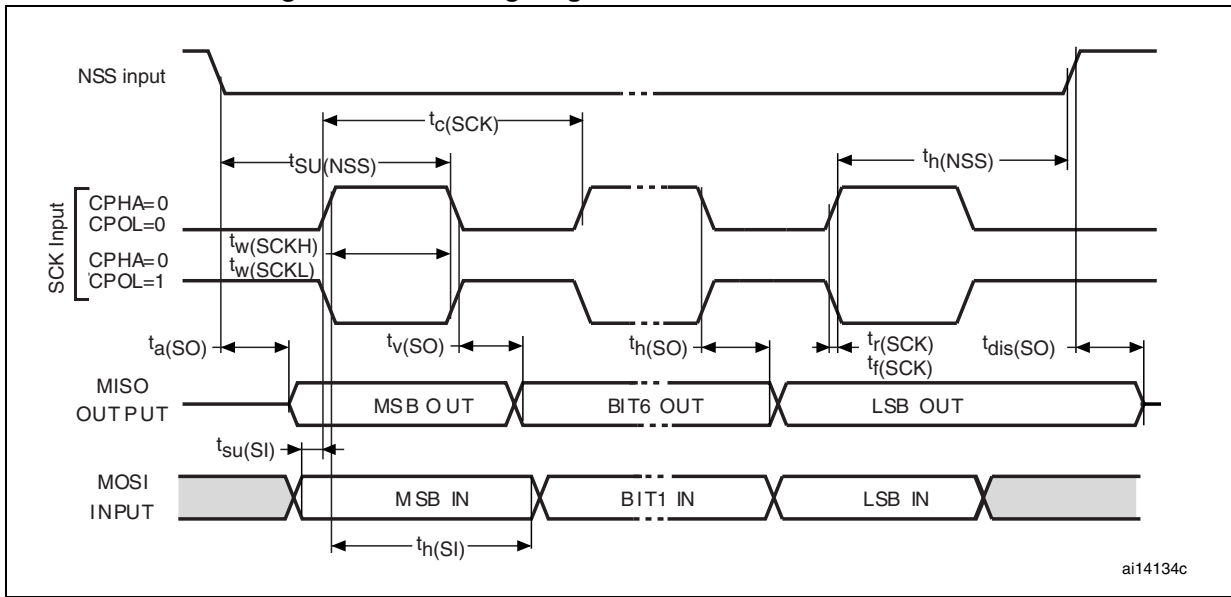 NSS input
tc(SCK)
tSU(NSS)
th(NSS)
SCK Input
CPHA=0
CPOL=0
tw(SCKH)
CPHA=0
tw(SCKL)
CPOL=1
ta(SO)
tv(SO)
th(SO)
tr(SCK)
tf(SCK)
tdis(SO)
MISO
OUTPUT
MSB OUT
BIT6 OUT
LSB OUT
tsu(SI)
MOSI
INPUT
MSB IN
BIT1 IN
LSB IN
th(SI)
ai14134c